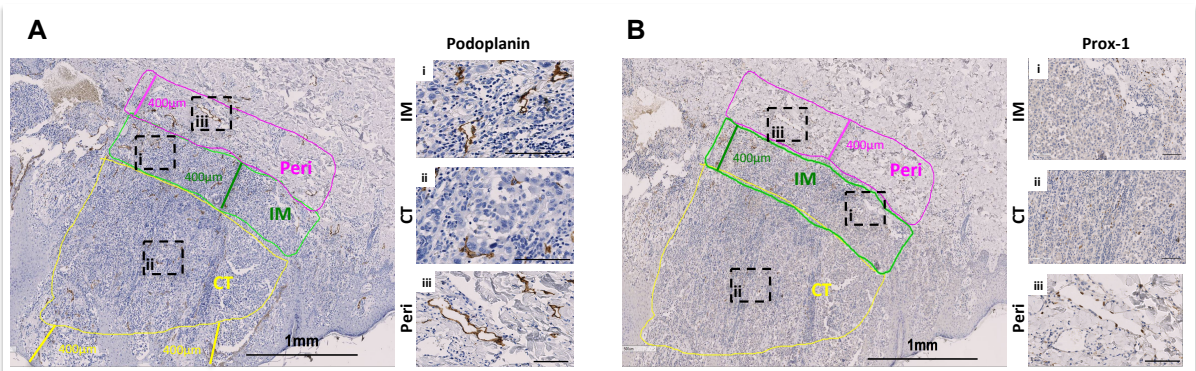 A
Podoplanin
i
IM
ii
CT
iii
Peri
400µm
iii
i
Peri
400µm
IM
ii
CT
400µm
400µm
1mm
B
Prox-1
i
IM
ii
CT
iii
Peri
iii
400µm
400µm
Peri
IM
i
ii
CT
1mm